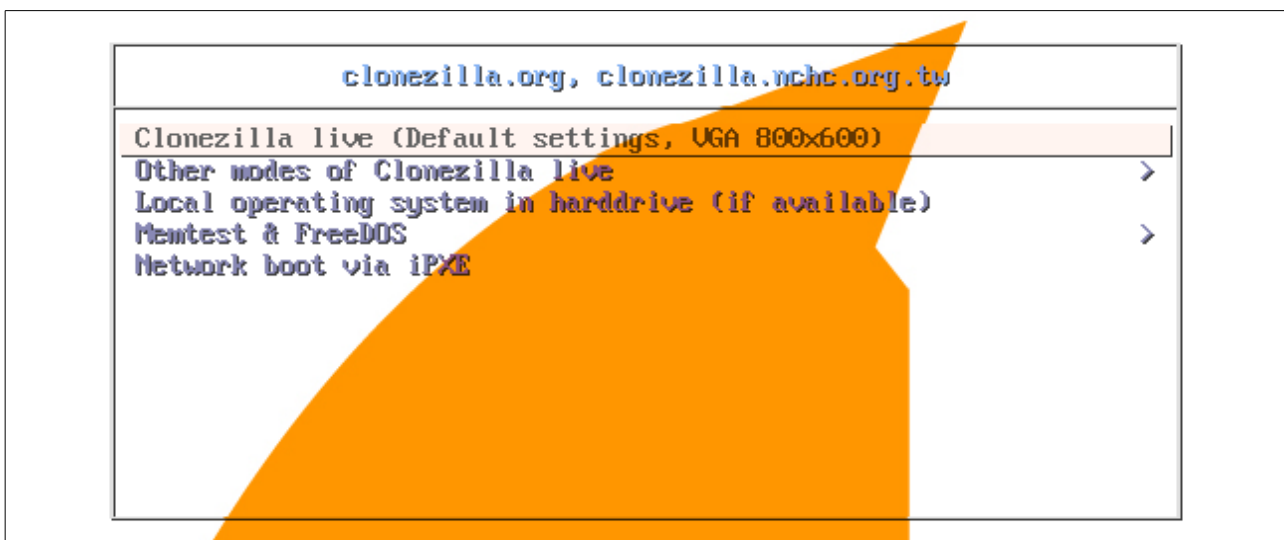 clonezilla.org, clonezilla.nchc.org.tw
Clonezilla live (Default settings, VGA 800x600)
Other modes of Clonezilla live >
Local operating system in harddrive (if available)
Memtest & FreeDOS >
Network boot via iPXE